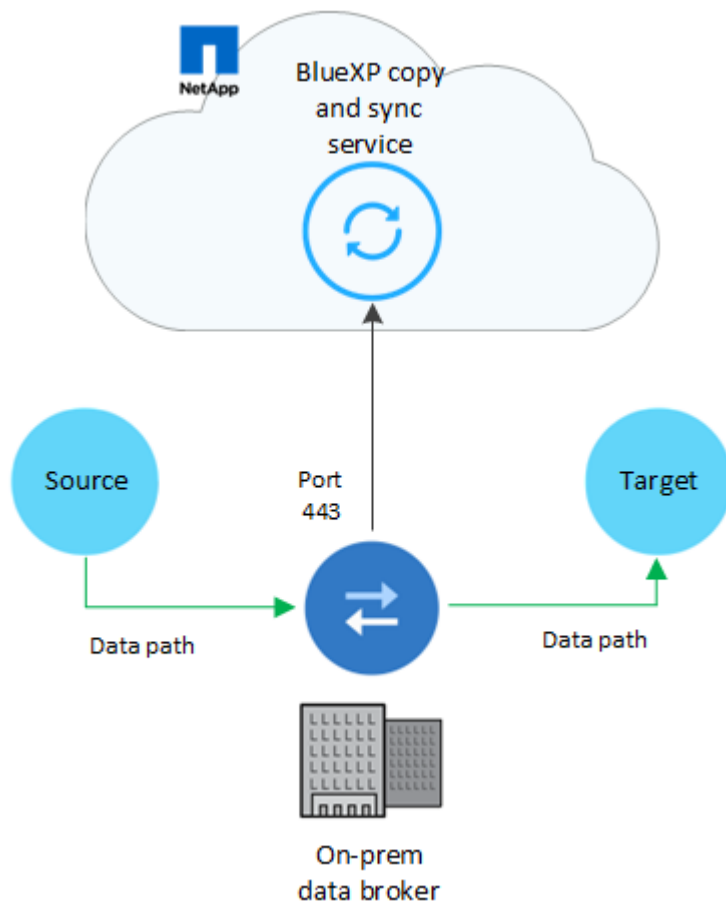 NetApp
BlueXP copy
and sync
service
Source
Port
443
Target
Data path
Data path
On-prem
data broker